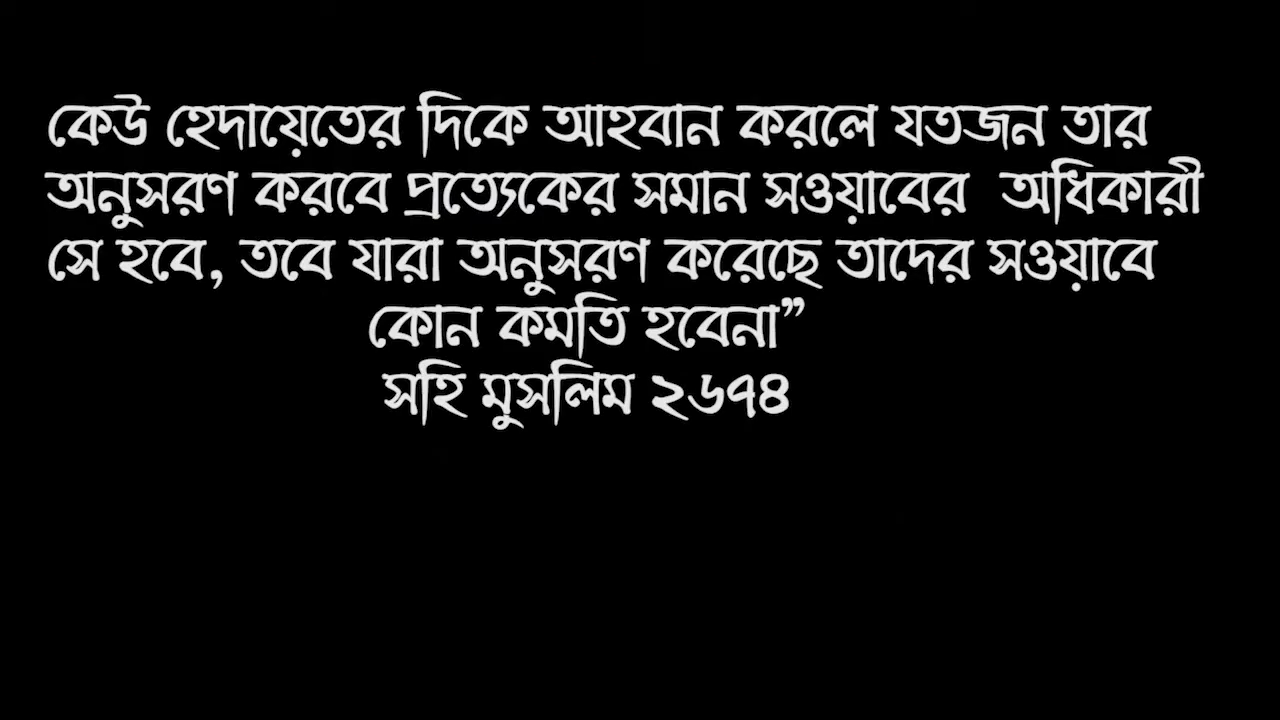 কেউ হেদায়েতের দিকে আহবান করলে যতজন তার
অনুসরণ করবে প্রত্যেকের সমান সওয়াবের অধিকারী
সে হবে, তবে যারা অনুসরণ করেছে তাদের সওয়াবে
কোন কমতি হবেনা”
সহি মুসলিম ২৬৭৪